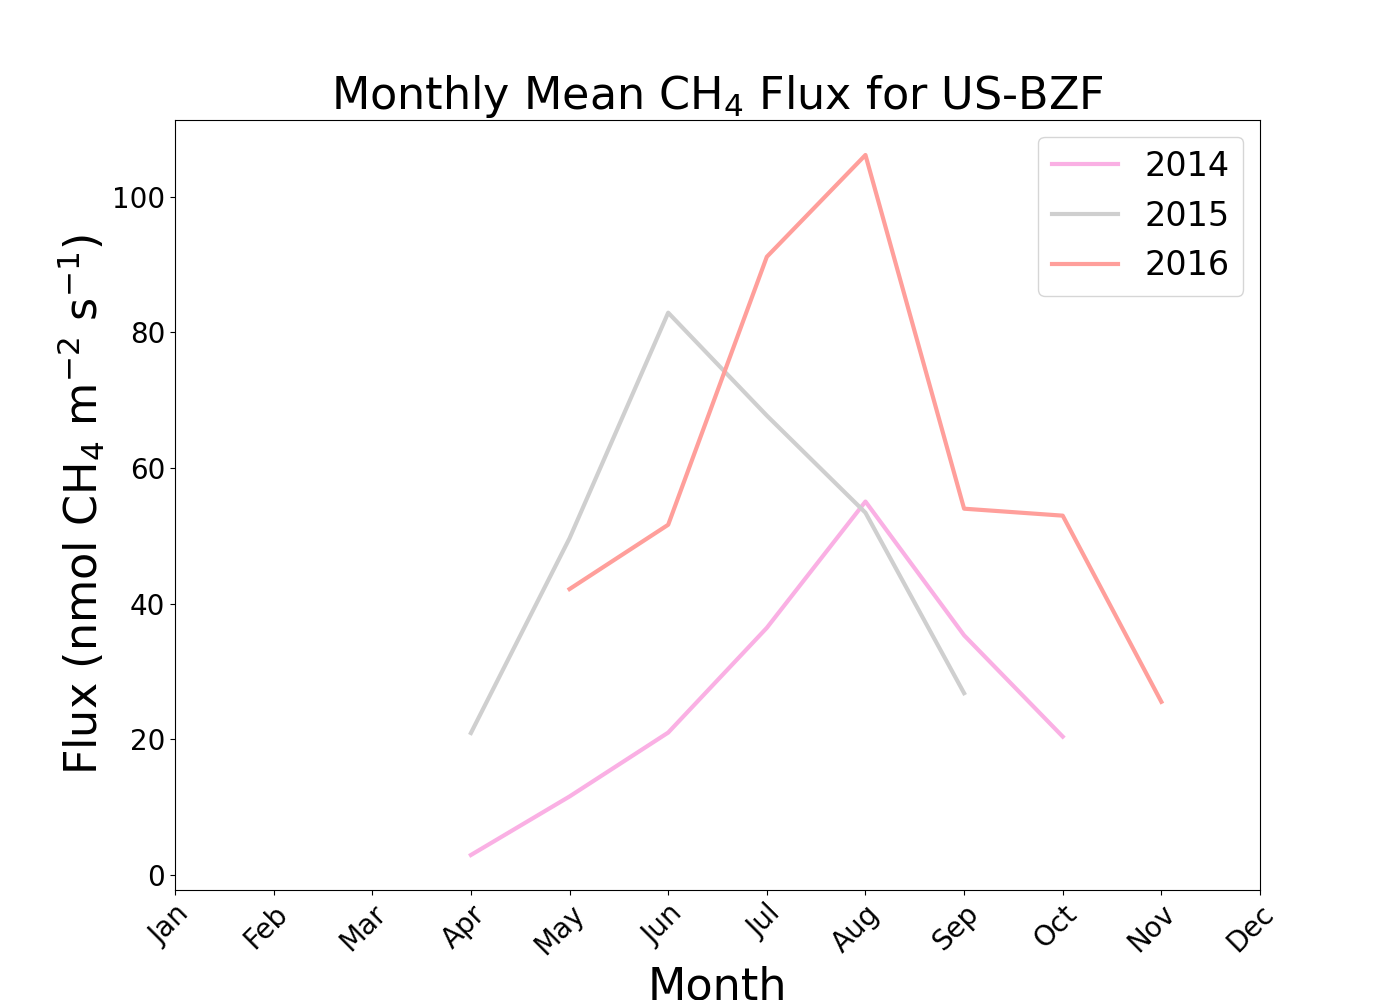 Monthly Mean CH₄ Flux for US-BZF
2014
2015
2016
Flux (nmol CH₄ m⁻² s⁻¹)
100
80
60
40
20
0
Jan Feb Mar Apr May Jun Jul Aug Sep Oct Nov Dec
Month